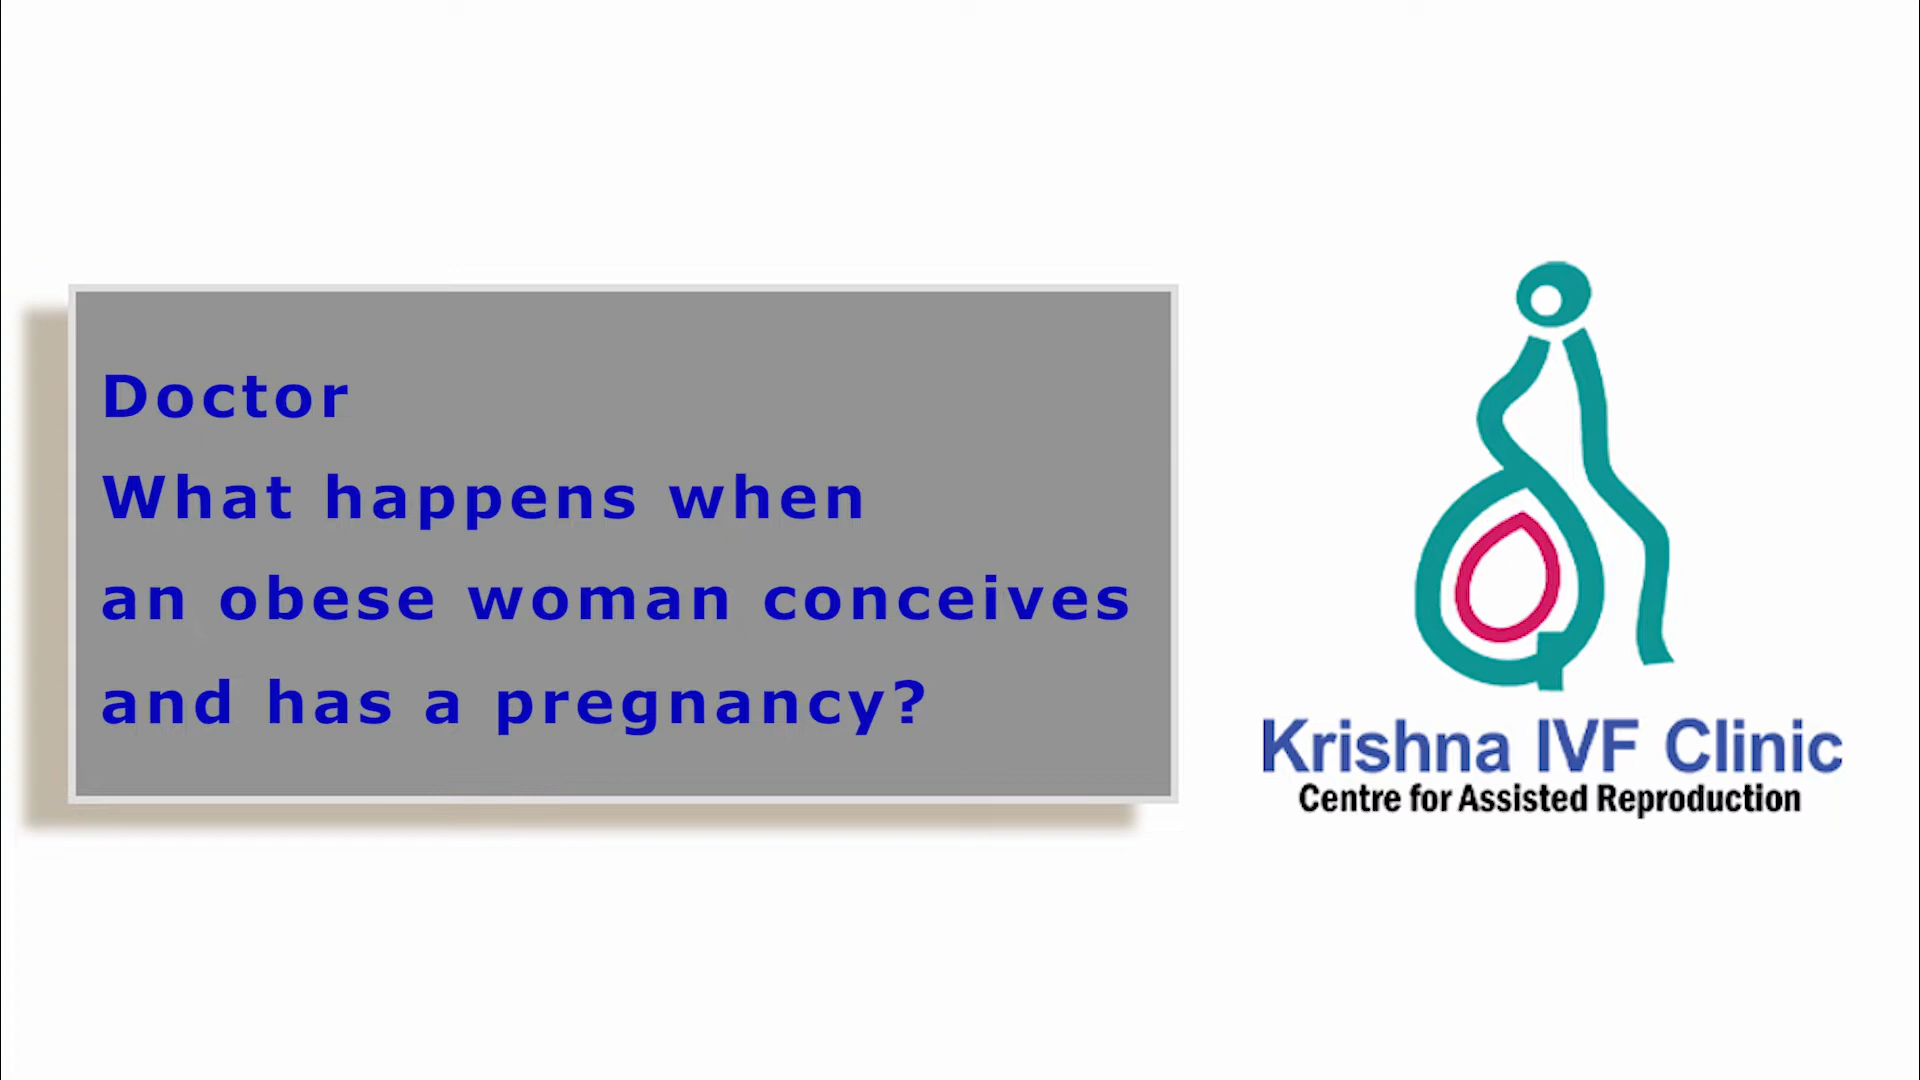 Doctor
What happens when
an obese woman conceives
and has a pregnancy?
Krishna IVF Clinic
Centre for Assisted Reproduction